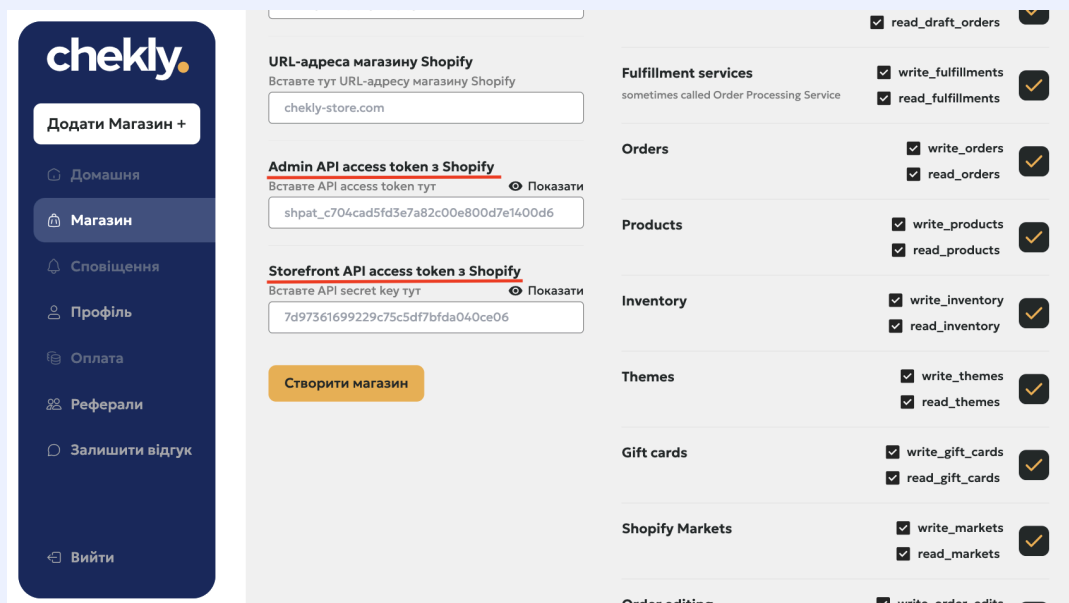 chekly.
Додати Магазин +
Домашня
Магазин
Сповіщення
Профіль
Оплата
Реферали
Залишити відгук
Вийти
URL-адреса магазину Shopify
Вставте тут URL-адресу магазину Shopify
chekly-store.com
Admin API access token з Shopify
Вставте API access token тут
Показати
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
Storefront API access token з Shopify
Вставте API secret key тут
Показати
7d97361699229c75c5df7bfda040ce06
Створити магазин
read_draft_orders
Fulfillment services
sometimes called Order Processing Service
write_fulfillments
read_fulfillments
Orders
write_orders
read_orders
Products
write_products
read_products
Inventory
write_inventory
read_inventory
Themes
write_themes
read_themes
Gift cards
write_gift_cards
read_gift_cards
Shopify Markets
write_markets
read_markets
Order editing
write_order_edits